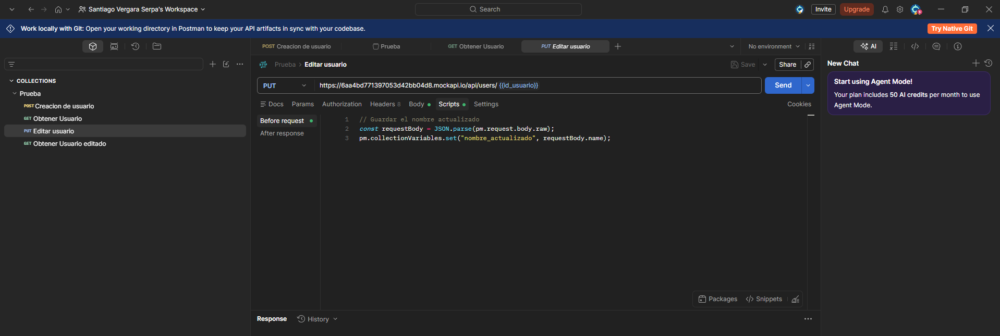 Santiago Vergara Serpa's Workspace
Search
Invite
Upgrade
Work locally with Git: Open your working directory in Postman to keep your API artifacts in sync with your codebase.
Try Native Git
POST Creacion de usuario
Prueba
GET Obtener Usuario
PUT Editar usuario
No environment
AI
HTTP
Prueba > Editar usuario
Save
Share
New Chat
COLLECTIONS
Prueba
POST Creacion de usuario
GET Obtener Usuario
PUT Editar usuario
GET Obtener Usuario editado
PUT
https://6aa4bd771397053d42bb04d8.mockapi.io/api/users/ {{id_usuario}}
Send
Start using Agent Mode!
Your plan includes 50 AI credits per month to use
Agent Mode.
Docs
Params
Authorization
Headers 8
Body
Scripts
Settings
Cookies
Before request
After response
1 // Guardar el nombre actualizado
2 const requestBody = JSON.parse(pm.request.body.raw);
3 pm.collectionVariables.set("nombre_actualizado", requestBody.name);
Packages
Snippets
Response
History